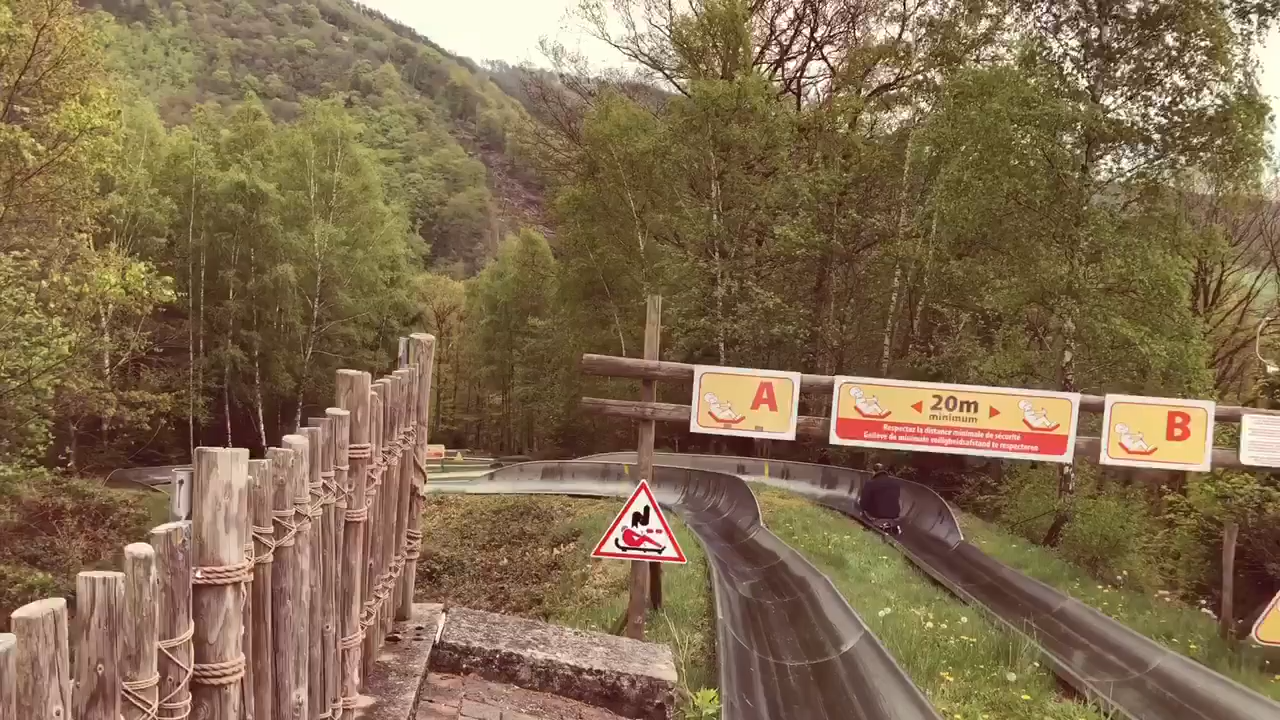 A
20m
minimum
Respectez la distance minimale de sécurité
Gelieve de minimale veiligheidsafstand te respecteren
B